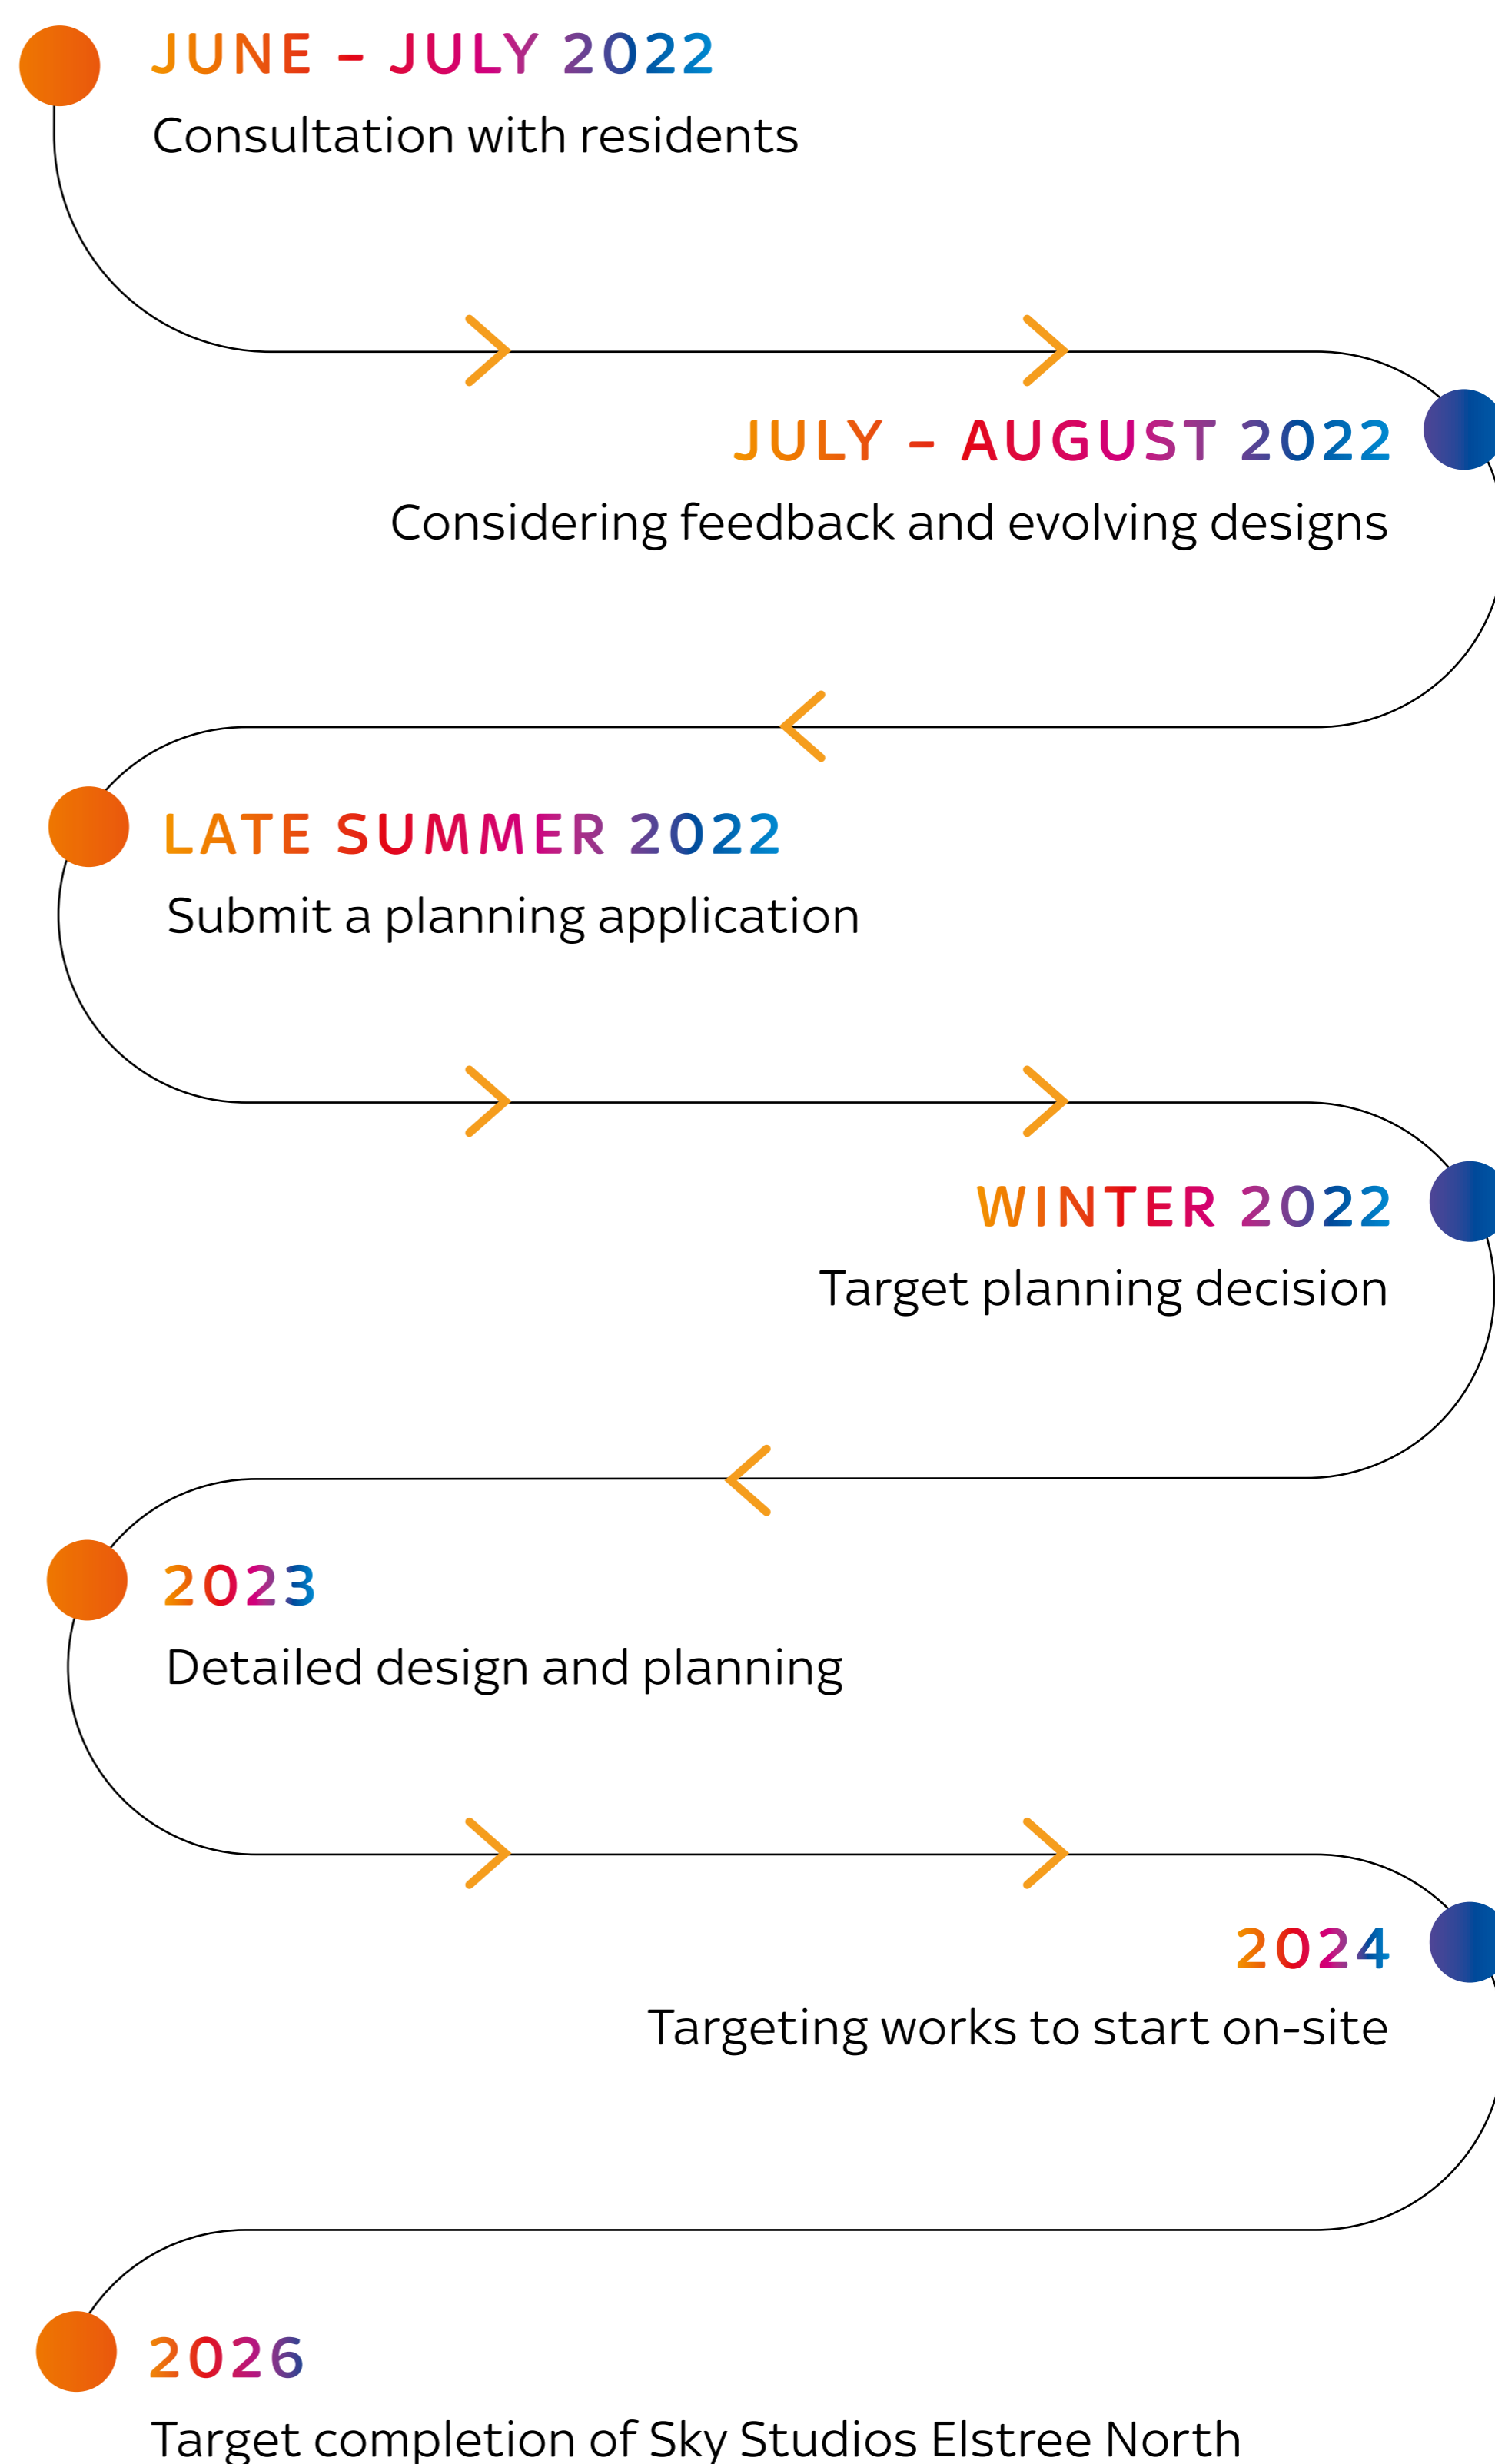 JUNE – JULY 2022
Consultation with residents
JULY – AUGUST 2022
Considering feedback and evolving designs
LATE SUMMER 2022
Submit a planning application
WINTER 2022
Target planning decision
2023
Detailed design and planning
2024
Targeting works to start on-site
2026
Target completion of Sky Studios Elstree North